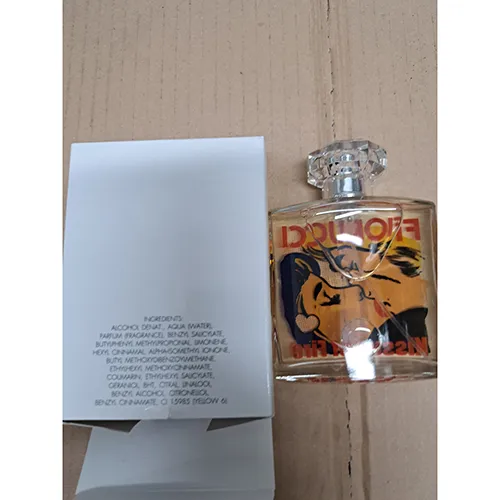 INGREDIENTS:
ALCOHOL DENAT., AQUA (WATER),
PARFUM (FRAGRANCE), BENZYL SALICYLATE,
BUTYLPHENYL METHYLPROPIONAL, LIMONENE,
HEXYL CINNAMAL, ALPHA-ISOMETHYL IONONE,
BUTYL METHOXYDIBENZOYLMETHANE,
ETHYLHEXYL METHOXYCINNAMATE,
COUMARIN, ETHYLHEXYL SALICYLATE,
GERANIOL, BHT, CITRAL, LINALOOL,
BENZYL ALCOHOL, CITRONELLOL,
BENZYL CINNAMATE, CI 15985 (YELLOW 6)
FIORUCCI
Fire